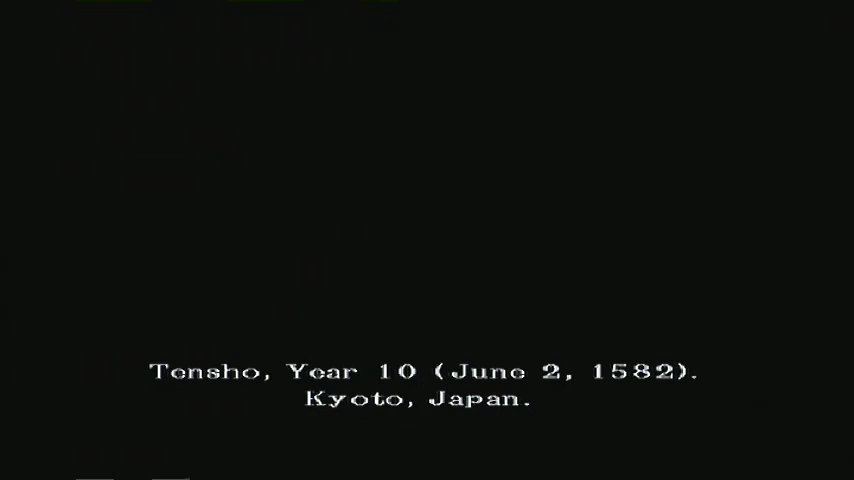 Tensho, Year 10 (June 2, 1582).
Kyoto, Japan.